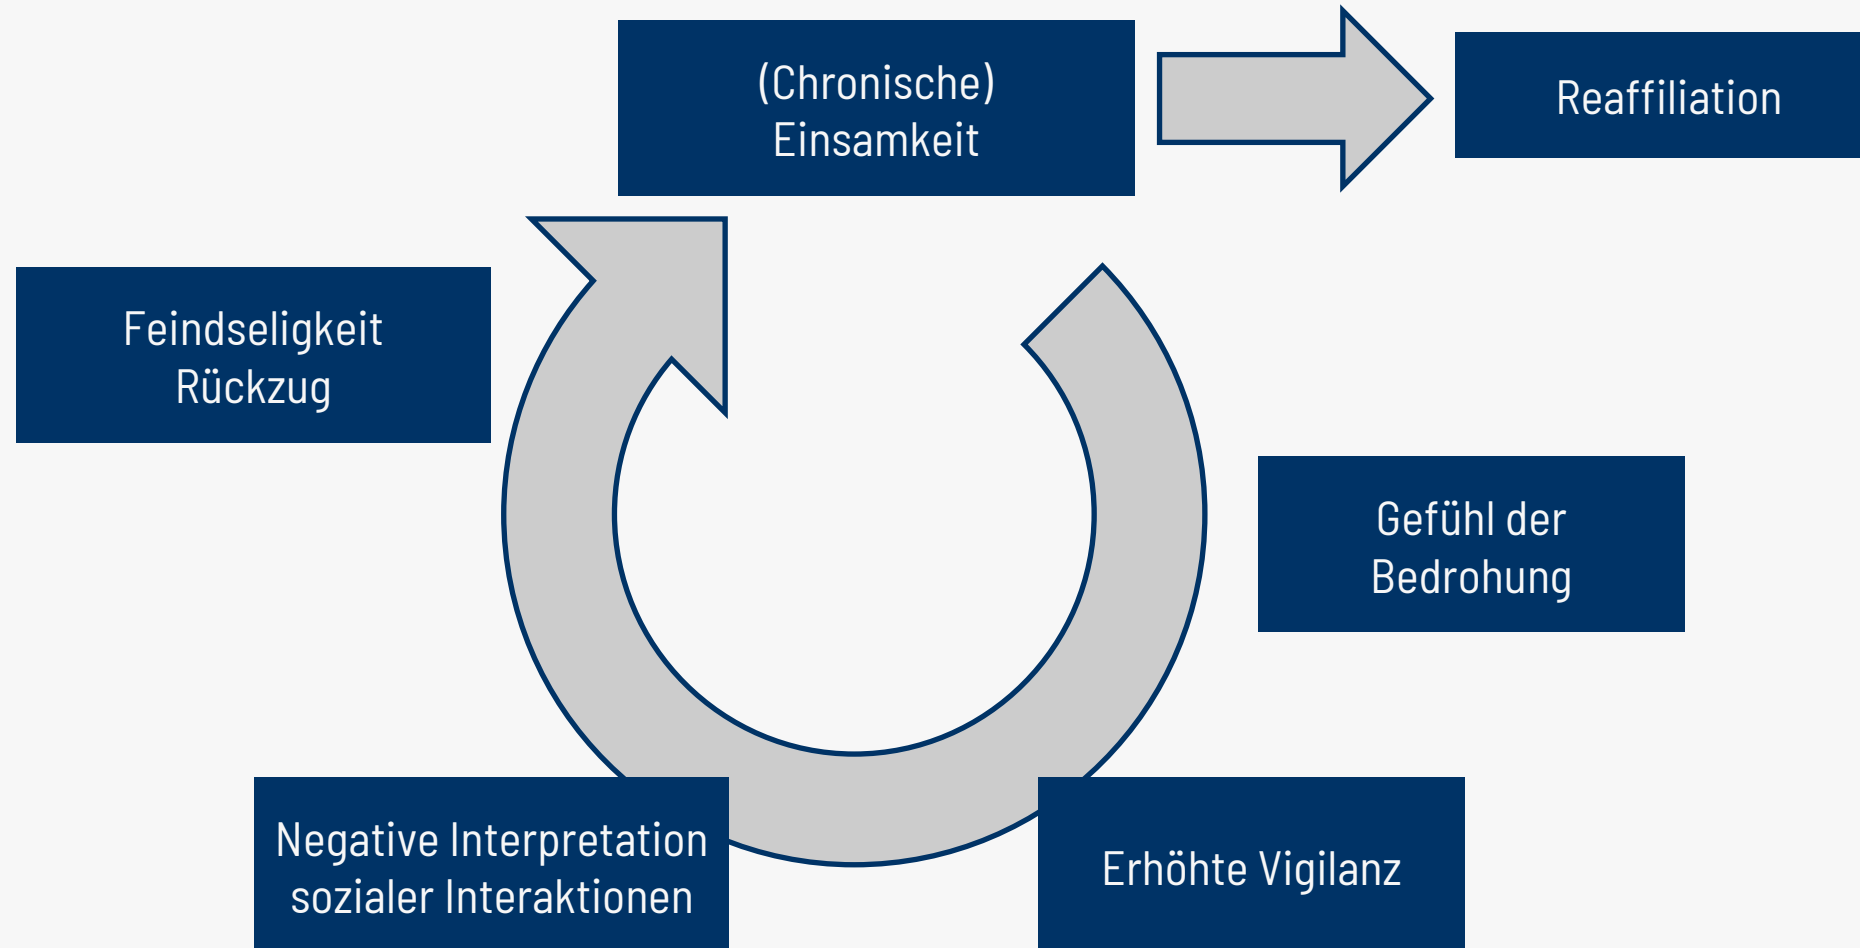 (Chronische)
Einsamkeit
Reaffiliation
Feindseligkeit
Rückzug
Gefühl der
Bedrohung
Negative Interpretation
sozialer Interaktionen
Erhöhte Vigilanz